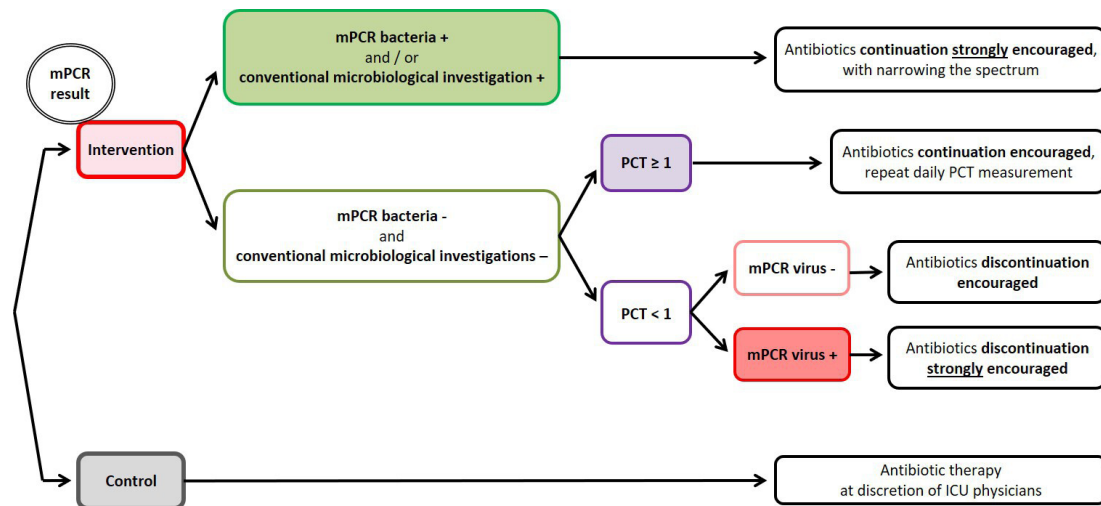 mPCR
result
Intervention
mPCR bacteria +
and / or
conventional microbiological investigation +
Antibiotics continuation strongly encouraged,
with narrowing the spectrum
mPCR bacteria -
and
conventional microbiological investigations –
PCT ≥ 1
Antibiotics continuation encouraged,
repeat daily PCT measurement
PCT < 1
mPCR virus -
Antibiotics discontinuation
encouraged
mPCR virus +
Antibiotics discontinuation
strongly encouraged
Control
Antibiotic therapy
at discretion of ICU physicians